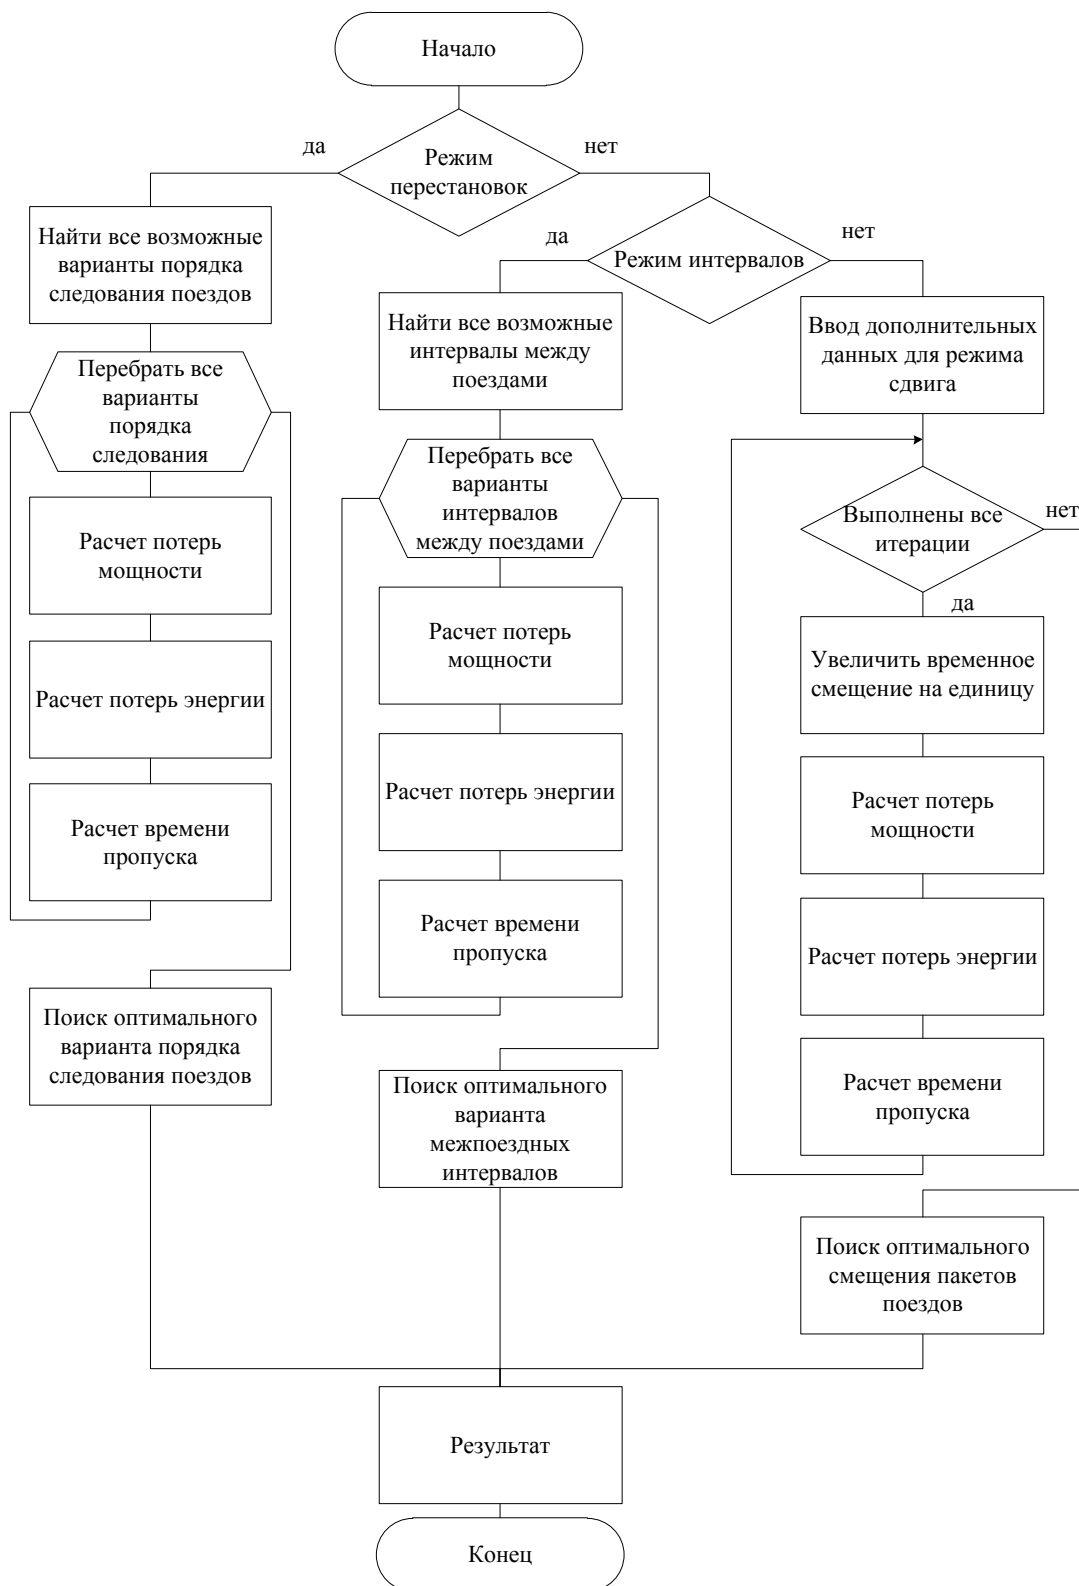 Начало
да
Режим
перестановок
нет
Найти все возможные
варианты порядка
следования поездов
да
Режим интервалов
нет
Найти все возможные
интервалы между
поездами
Ввод дополнительных
данных для режима
сдвига
Перебрать все
варианты
порядка
следования
Перебрать все
варианты
интервалов
между поездами
Выполнены все
итерации
нет
да
Расчет потерь
мощности
Расчет потерь энергии
Расчет времени
пропуска
Расчет потерь
мощности
Расчет потерь энергии
Расчет времени
пропуска
Увеличить временное
смещение на единицу
Расчет потерь
мощности
Расчет потерь энергии
Расчет времени
пропуска
Поиск оптимального
варианта порядка
следования поездов
Поиск оптимального
варианта
межпоездных
интервалов
Поиск оптимального
смещения пакетов
поездов
Результат
Конец